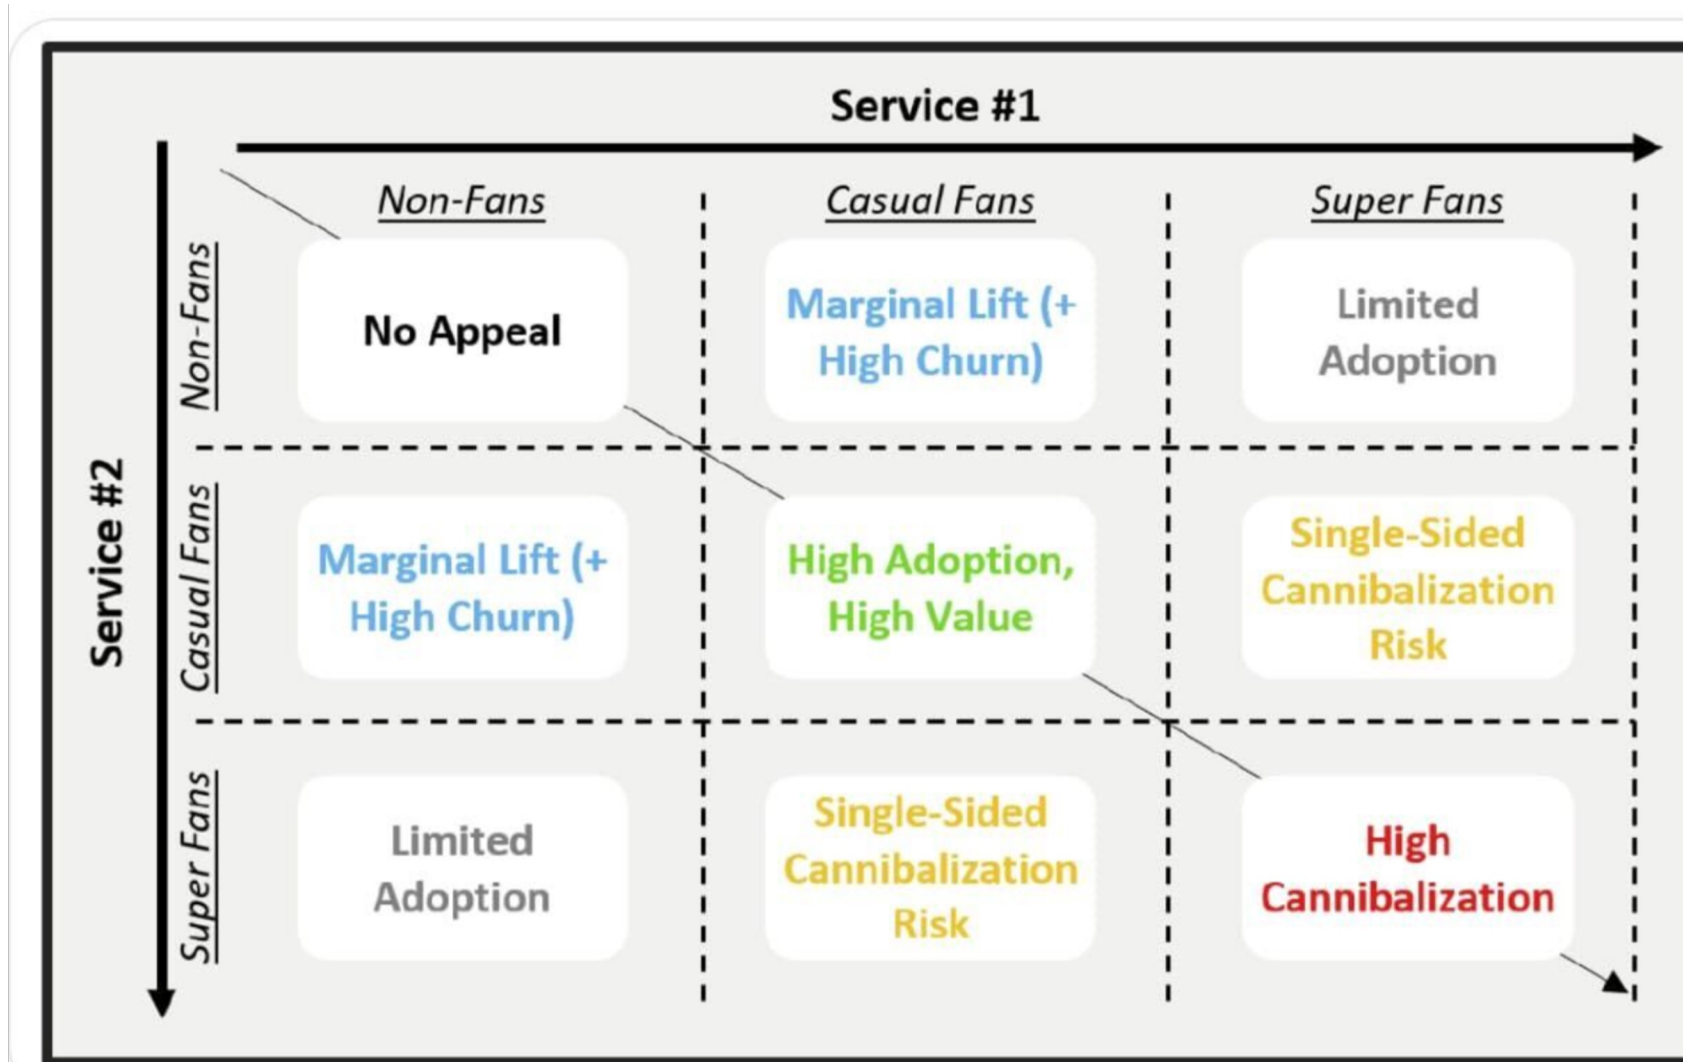 Service #1
Non-Fans
Casual Fans
Super Fans
Service #2
Non-Fans
No Appeal
Marginal Lift (+
High Churn)
Limited
Adoption
Casual Fans
Marginal Lift (+
High Churn)
High Adoption,
High Value
Single-Sided
Cannibalization
Risk
Super Fans
Limited
Adoption
Single-Sided
Cannibalization
Risk
High
Cannibalization